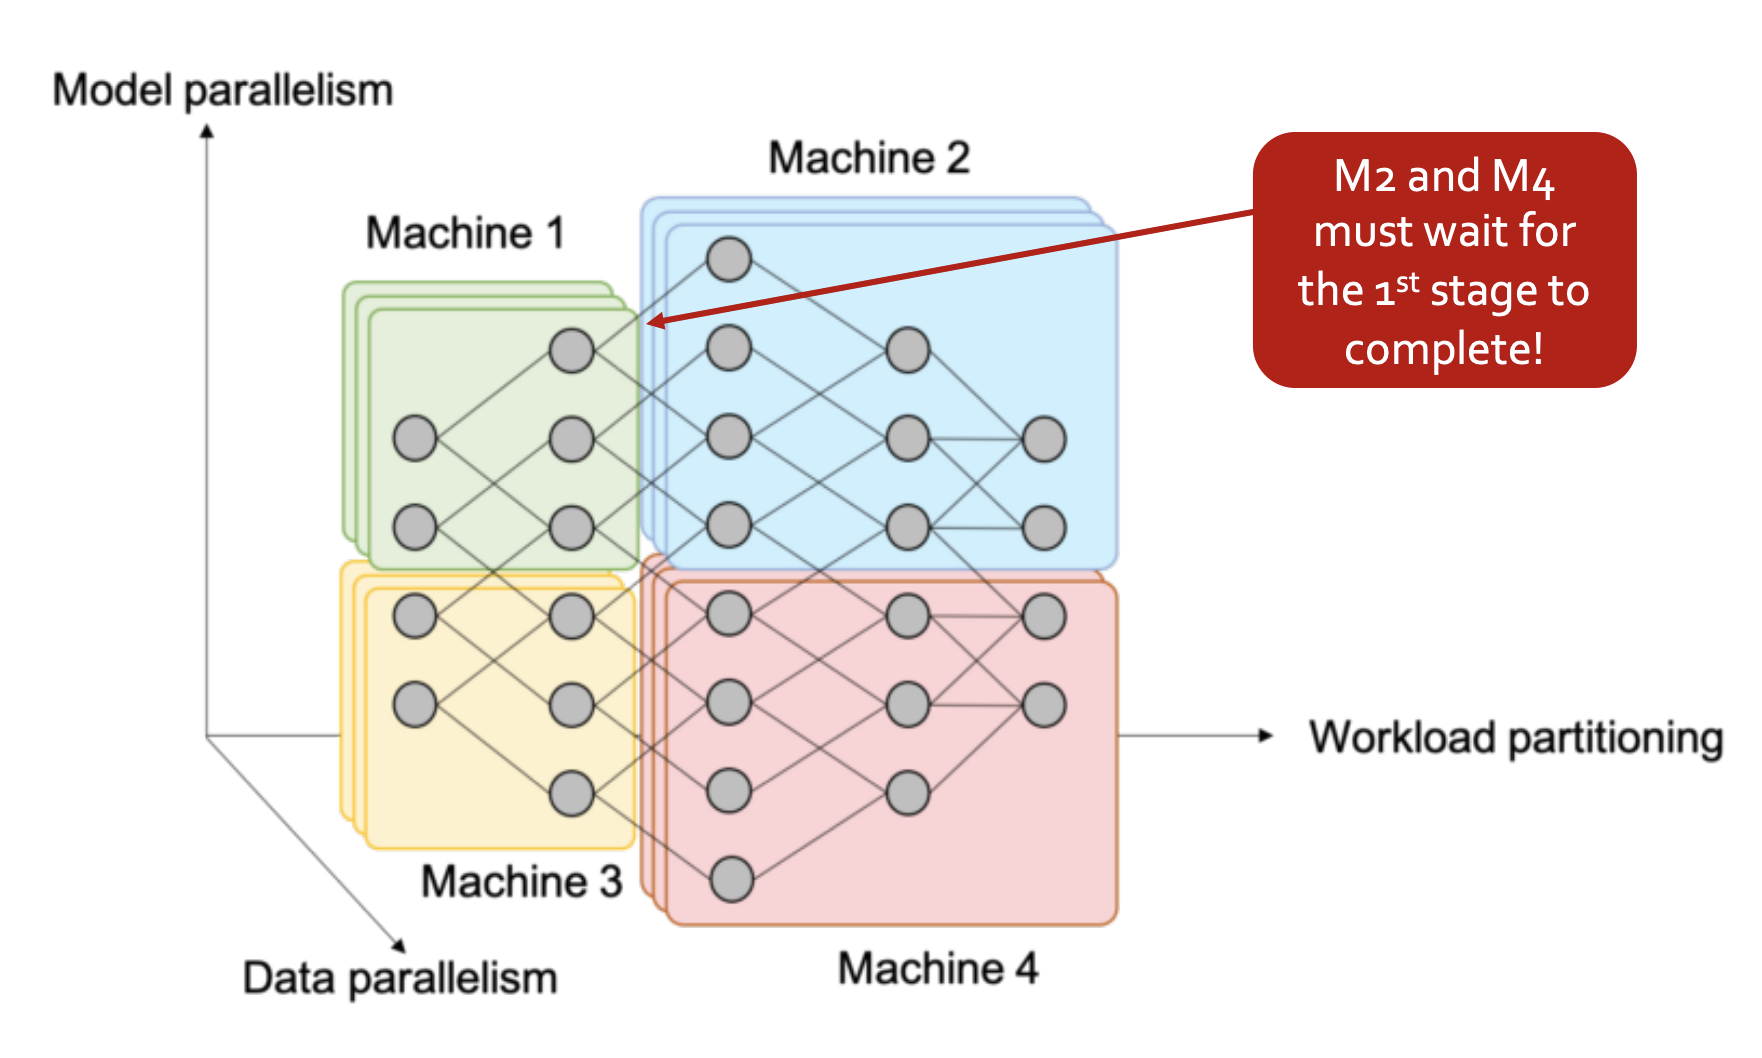 Model parallelism
Machine 2
Machine 1
M2 and M4
must wait for
the 1st stage to
complete!
Workload partitioning
Machine 3
Data parallelism
Machine 4